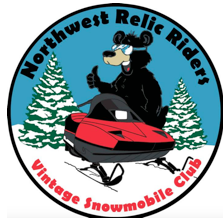 Northwest Relic Riders
Vintage Snowmobile Club